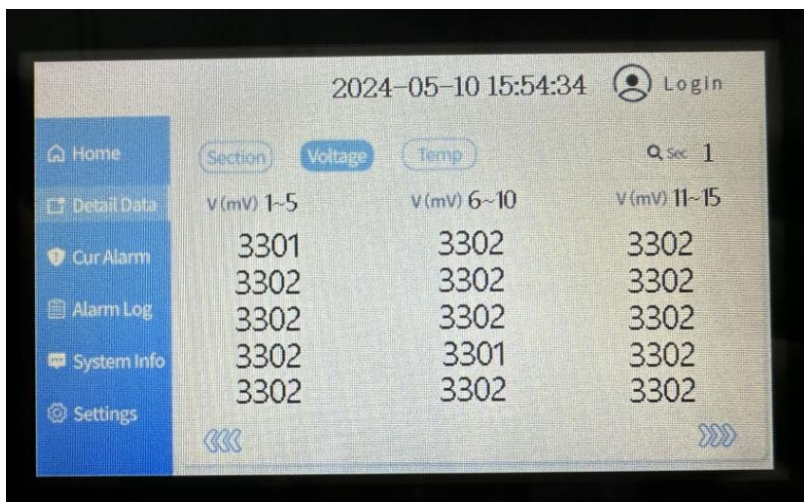 2024-05-10 15:54:34 Login
Home
Detail Data
Cur Alarm
Alarm Log
System Info
Settings
Section Voltage Temp Sec 1
V(mV) 1~5 V(mV) 6~10 V(mV) 11~15
3301 3302 3302
3302 3302 3302
3302 3302 3302
3302 3301 3302
3302 3302 3302